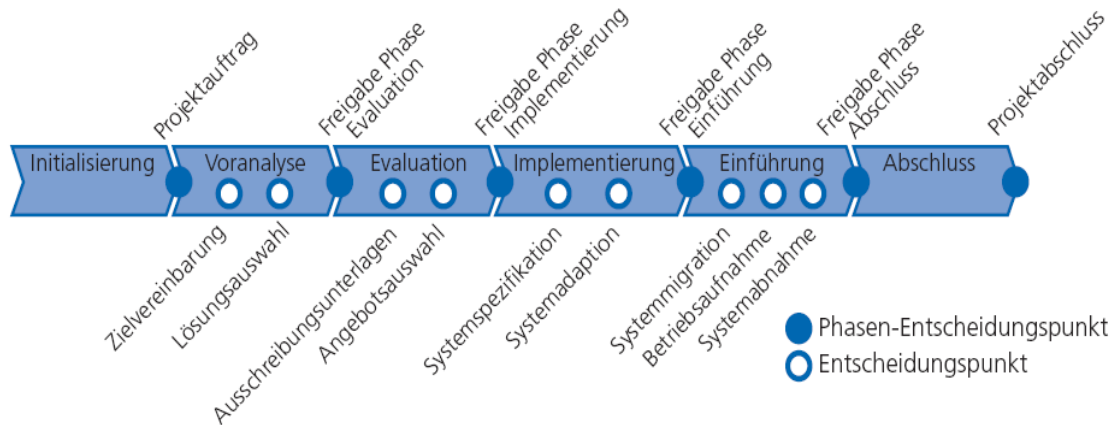 Projektauftrag
Freigabe Phase
Evaluation
Freigabe Phase
Implementierung
Freigabe Phase
Einführung
Freigabe Phase
Abschluss
Projektabschluss
Initialisierung
Voranalyse
Evaluation
Implementierung
Einführung
Abschluss
Zielvereinbarung
Lösungsauswahl
Ausschreibungsunterlagen
Angebotsauswahl
Systemspezifikation
Systemadaption
Systemmigration
Betriebsaufnahme
Systemabnahme
Phasen-Entscheidungspunkt
Entscheidungspunkt